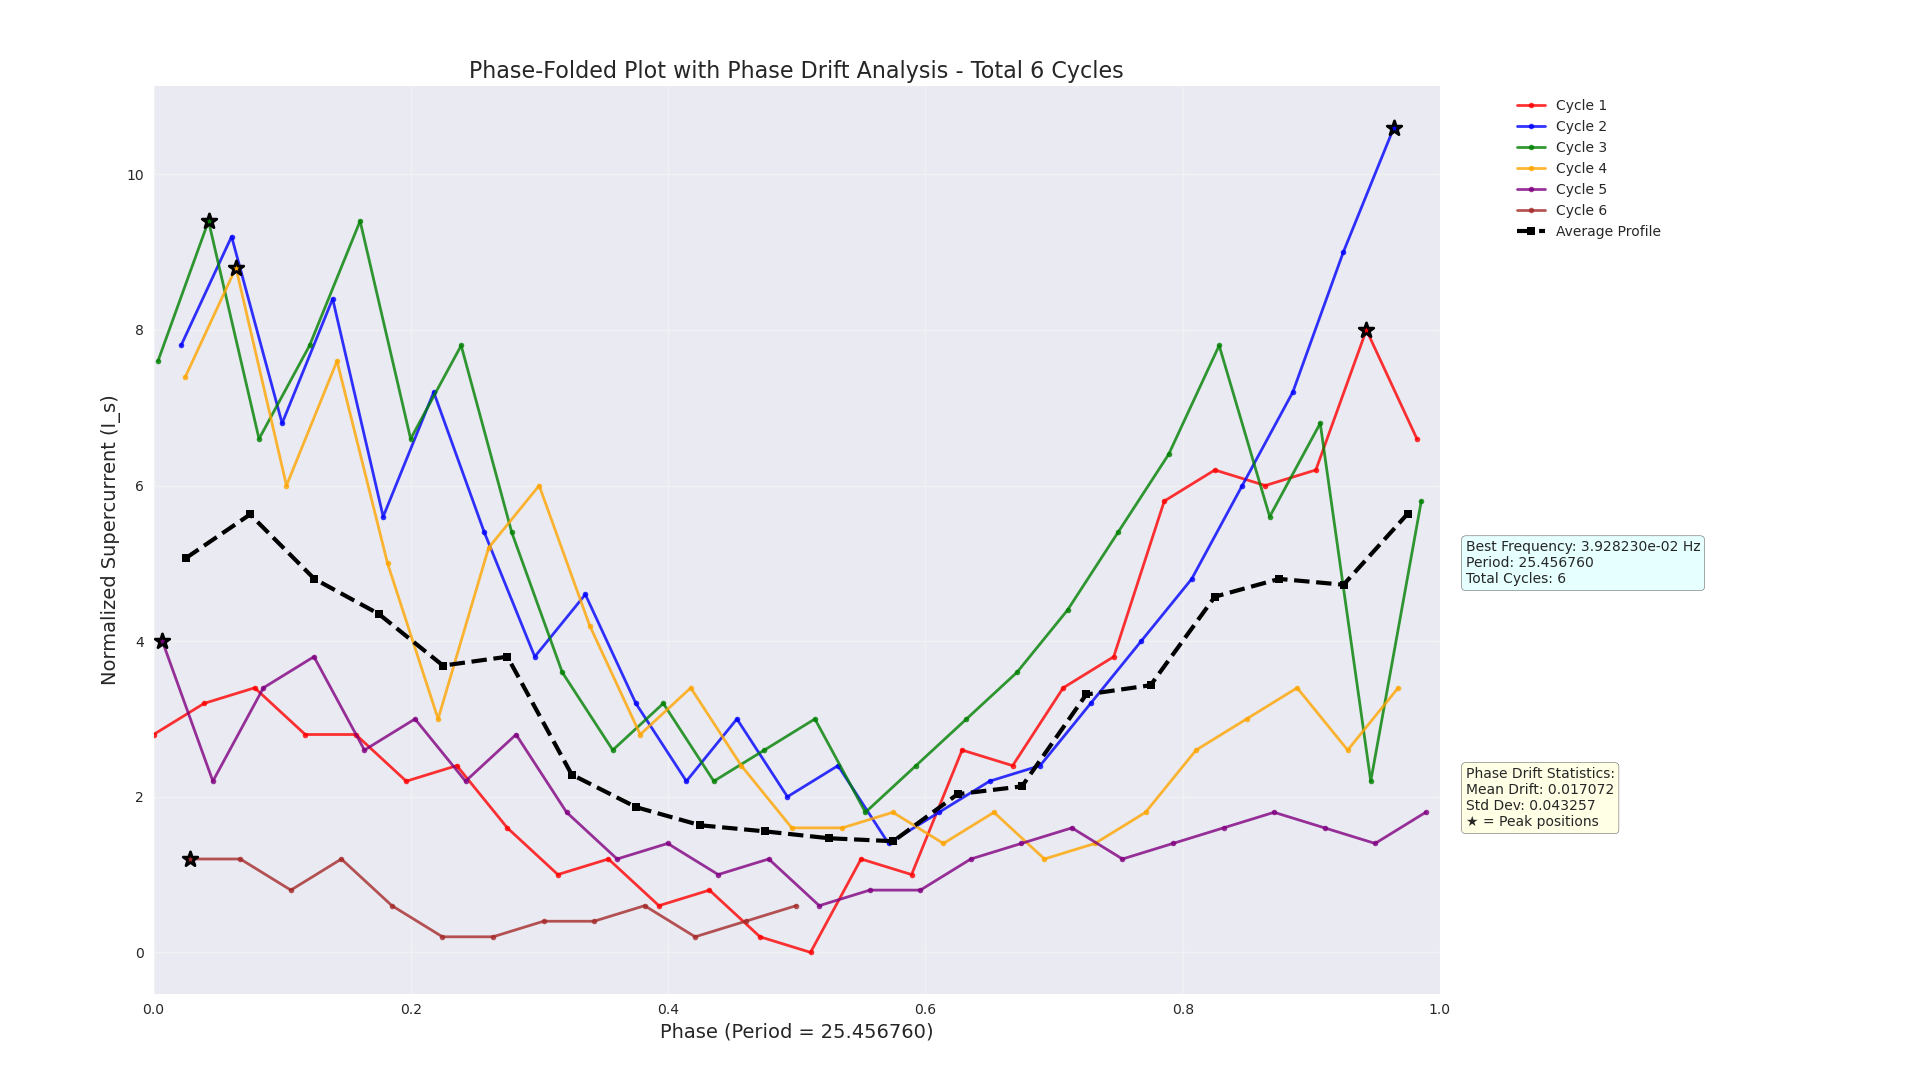 Phase-Folded Plot with Phase Drift Analysis - Total 6 Cycles
Normalized Supercurrent (I_s)
10
8
6
4
2
0
0.0
0.2
0.4
0.6
0.8
1.0
Phase (Period = 25.456760)
Cycle 1
Cycle 2
Cycle 3
Cycle 4
Cycle 5
Cycle 6
Average Profile
Best Frequency: 3.928230e-02 Hz
Period: 25.456760
Total Cycles: 6
Phase Drift Statistics:
Mean Drift: 0.017072
Std Dev: 0.043257
★ = Peak positions